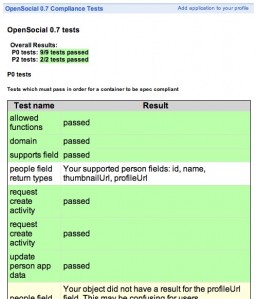 OpenSocial 0.7 Compliance Tests Add application to your profile
OpenSocial 0.7 tests
Overall Results:
P0 tests: 9/9 tests passed
P2 tests: 2/2 tests passed
P0 tests
Tests which must pass in order for a container to be spec compliant
Test name Result
allowed
functions passed
domain passed
supports field passed
people field Your supported person fields: id, name,
return types thumbnailUrl, profileUrl
request
create passed
activity
request
create passed
activity
update
person app passed
data
Your object did not have a result for the profileUrl
people field field. This may be confusing for users